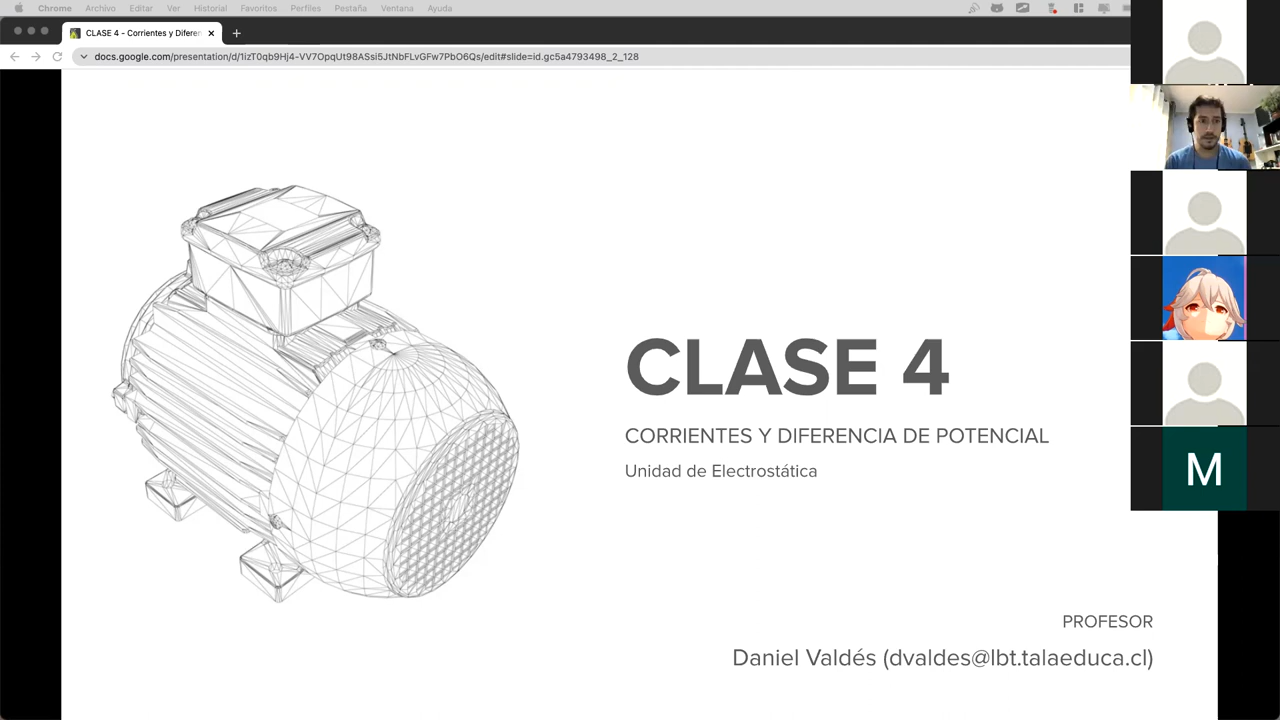 Chrome Archivo Editar Ver Historial Favoritos Perfiles Pestaña Ventana Ayuda
CLASE 4 - Corrientes y Diferen
docs.google.com/presentation/d/1izT0qb9Hj4-VV7OpqUt98ASsi5JtNbFLvGFw7PbO6Qs/edit#slide=id.gc5a4793498_2_128
CLASE 4
CORRIENTES Y DIFERENCIA DE POTENCIAL
Unidad de Electrostática
M
PROFESOR
Daniel Valdés (dvaldes@lbt.talaeduca.cl)